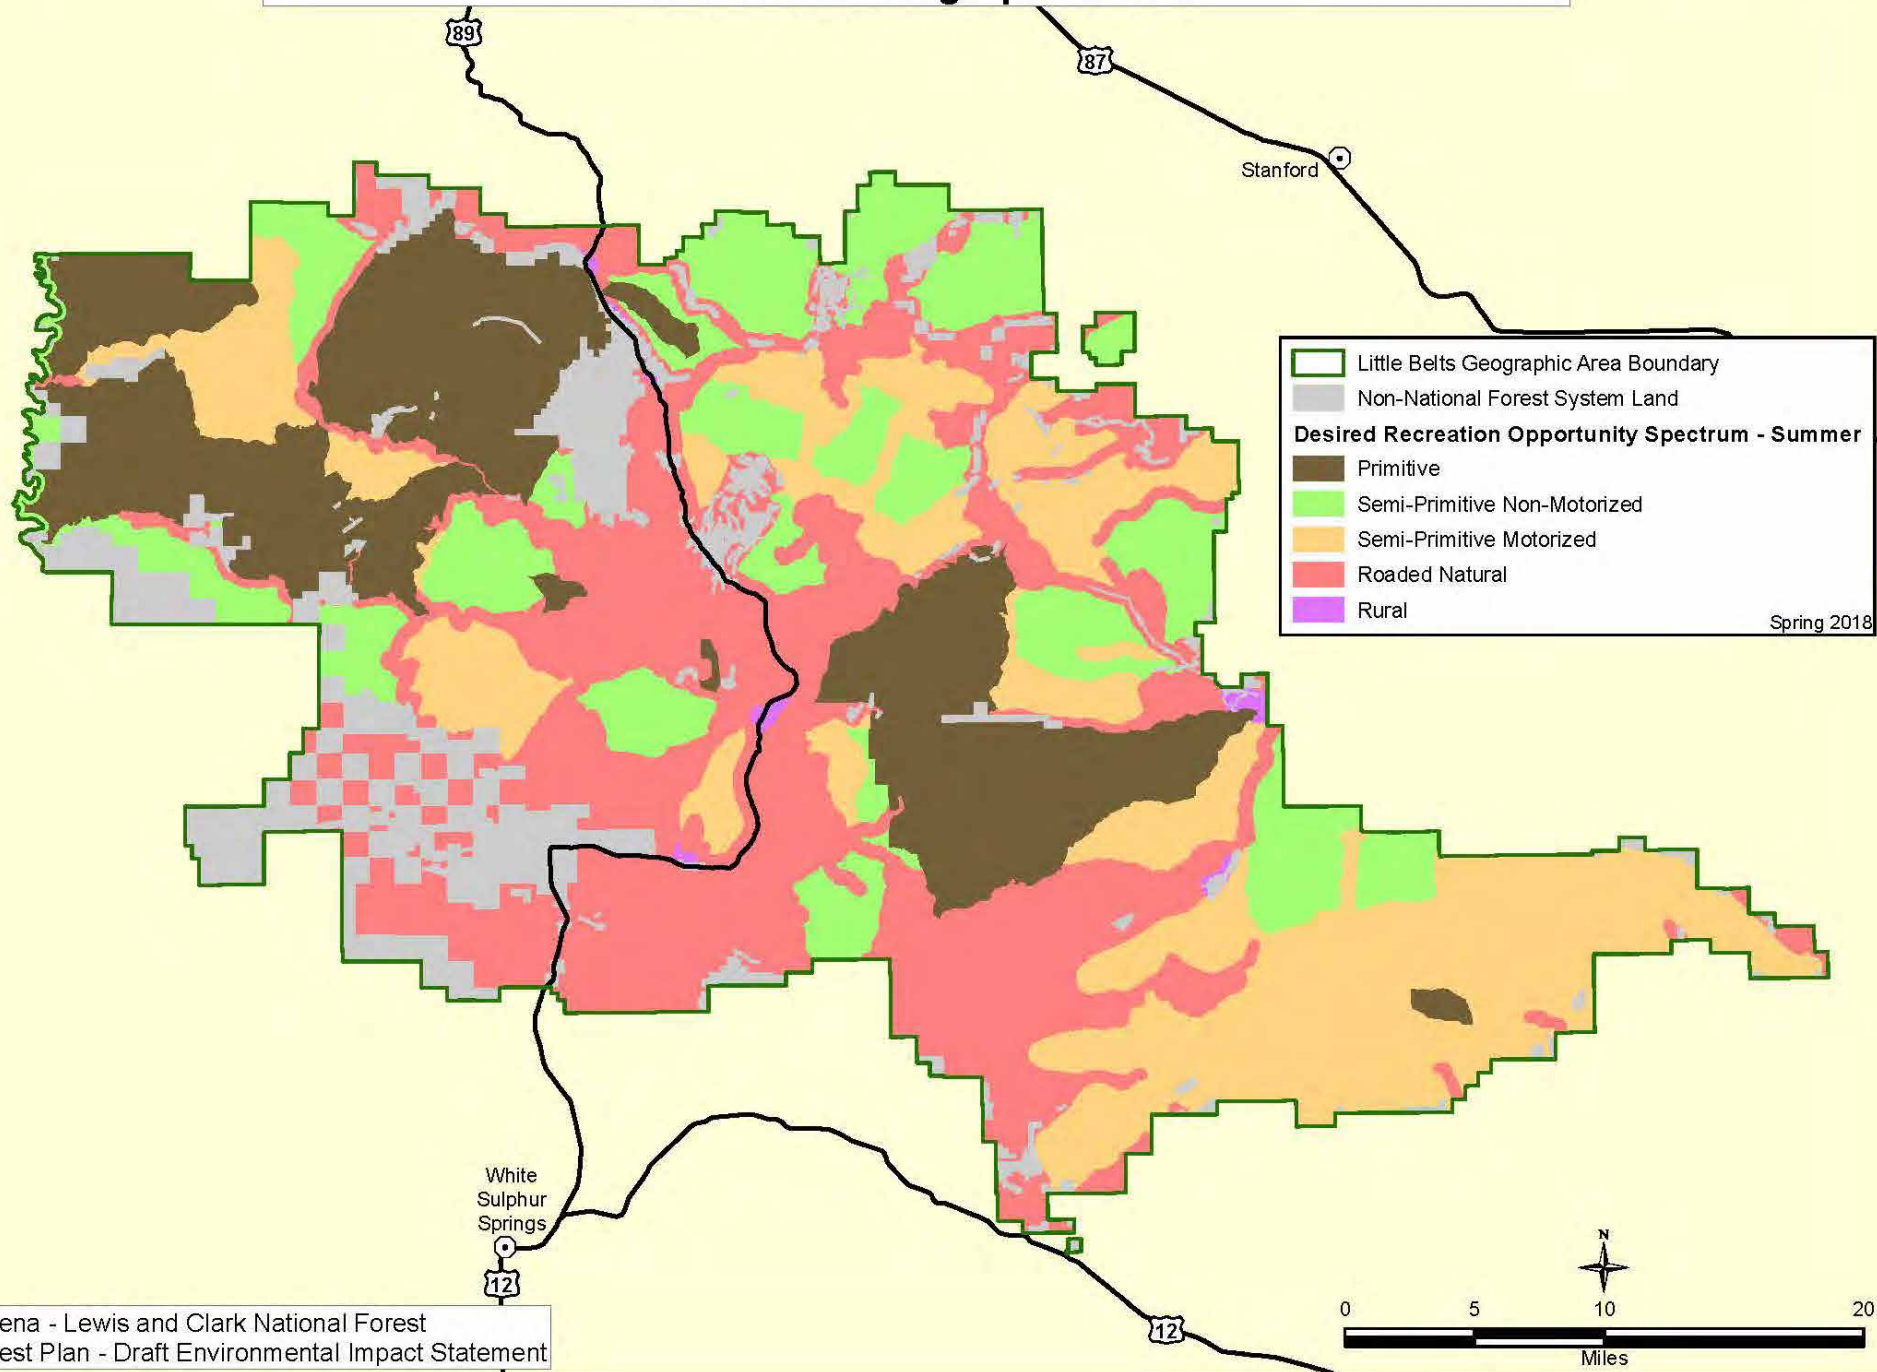 89
87
Stanford
Little Belts Geographic Area Boundary
Non-National Forest System Land
Desired Recreation Opportunity Spectrum - Summer
Primitive
Semi-Primitive Non-Motorized
Semi-Primitive Motorized
Roaded Natural
Rural
Spring 2018
White
Sulphur
Springs
12
12
N
0 5 10 20
Miles
ena - Lewis and Clark National Forest
est Plan - Draft Environmental Impact Statement